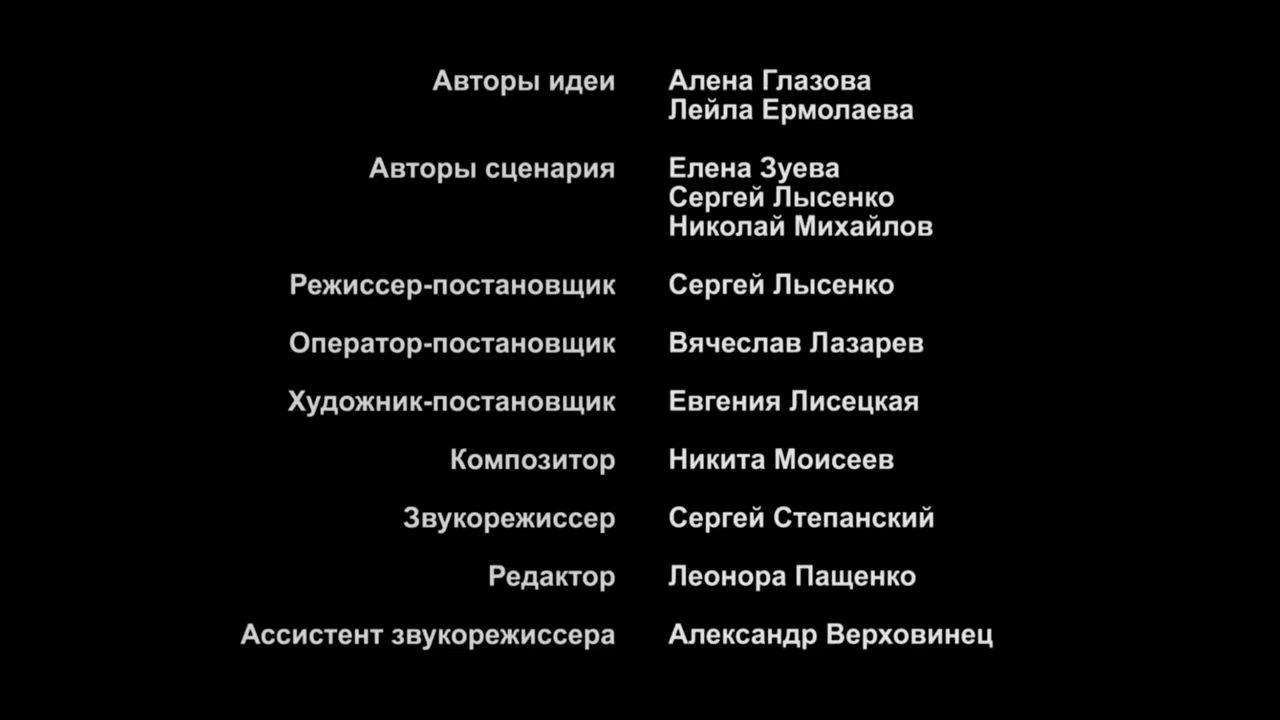 Авторы идеи Алена Глазова
Лейла Ермолаева
Авторы сценария Елена Зуева
Сергей Лысенко
Николай Михайлов
Режиссер-постановщик Сергей Лысенко
Оператор-постановщик Вячеслав Лазарев
Художник-постановщик Евгения Лисецкая
Композитор Никита Моисеев
Звукорежиссер Сергей Степанский
Редактор Леонора Пащенко
Ассистент звукорежиссера Александр Верховинец